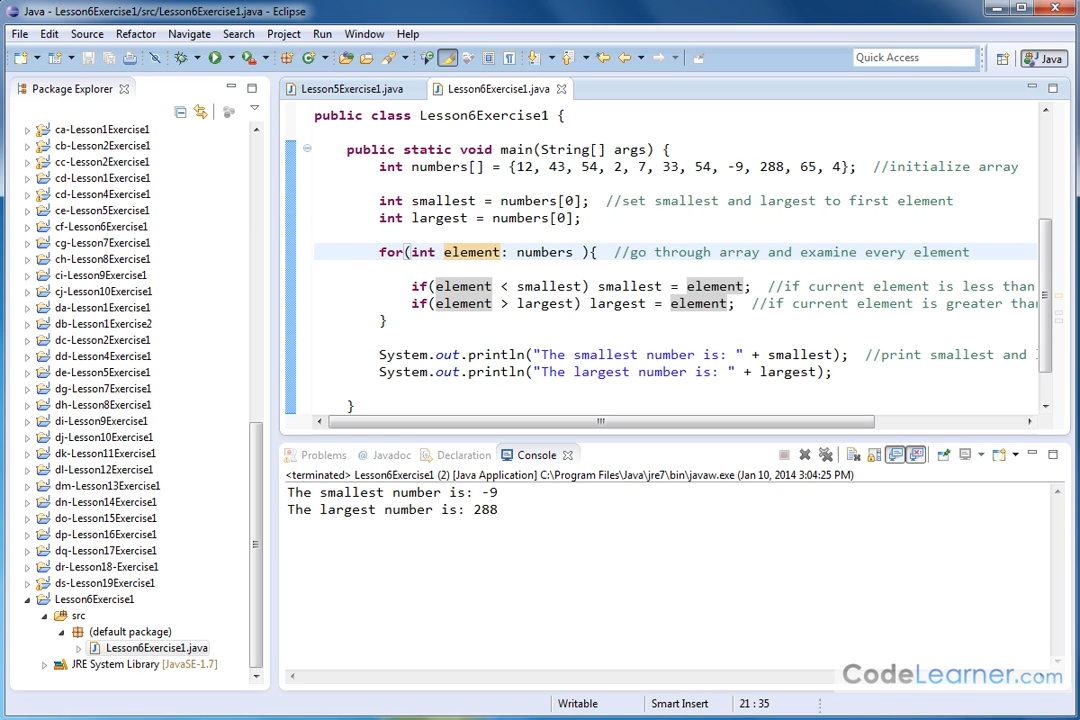 Java - Lesson6Exercise1/src/Lesson6Exercise1.java - Eclipse
File Edit Source Refactor Navigate Search Project Run Window Help
Quick Access
Java
Package Explorer
Lesson5Exercise1.java
Lesson6Exercise1.java
ca-Lesson1Exercise1
cb-Lesson2Exercise1
cc-Lesson2Exercise1
cd-Lesson1Exercise1
cd-Lesson4Exercise1
ce-Lesson5Exercise1
cf-Lesson6Exercise1
cg-Lesson7Exercise1
ch-Lesson8Exercise1
ci-Lesson9Exercise1
cj-Lesson10Exercise1
da-Lesson1Exercise1
db-Lesson1Exercise2
dc-Lesson2Exercise1
dd-Lesson4Exercise1
de-Lesson5Exercise1
dg-Lesson7Exercise1
dh-Lesson8Exercise1
di-Lesson9Exercise1
dj-Lesson10Exercise1
dk-Lesson11Exercise1
dl-Lesson12Exercise1
dm-Lesson13Exercise1
dn-Lesson14Exercise1
do-Lesson15Exercise1
dp-Lesson16Exercise1
dq-Lesson17Exercise1
dr-Lesson18-Exercise1
ds-Lesson19Exercise1
Lesson6Exercise1
src
(default package)
Lesson6Exercise1.java
JRE System Library [JavaSE-1.7]
public class Lesson6Exercise1 {
public static void main(String[] args) {
int numbers[] = {12, 43, 54, 2, 7, 33, 54, -9, 288, 65, 4}; //initialize array
int smallest = numbers[0]; //set smallest and largest to first element
int largest = numbers[0];
for(int element: numbers ){ //go through array and examine every element
if(element < smallest) smallest = element; //if current element is less than
if(element > largest) largest = element; //if current element is greater than
}
System.out.println("The smallest number is: " + smallest); //print smallest and
System.out.println("The largest number is: " + largest);
}
Problems @ Javadoc Declaration Console
<terminated> Lesson6Exercise1 (2) [Java Application] C:\Program Files\Java\jre7\bin\javaw.exe (Jan 10, 2014 3:04:25 PM)
The smallest number is: -9
The largest number is: 288
CodeLearner.com
Writable Smart Insert 21 : 35